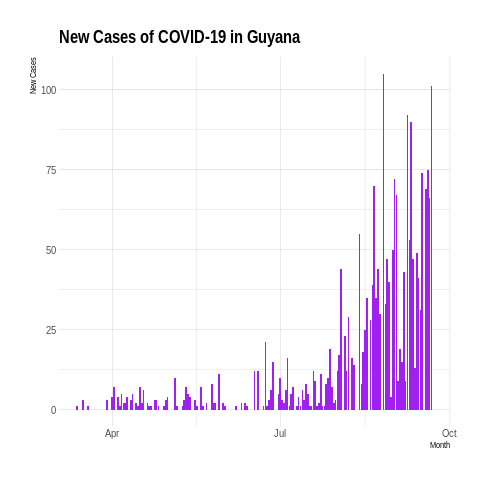 New Cases of COVID-19 in Guyana
New Cases
100
75
50
25
0
Apr
Jul
Oct
Month